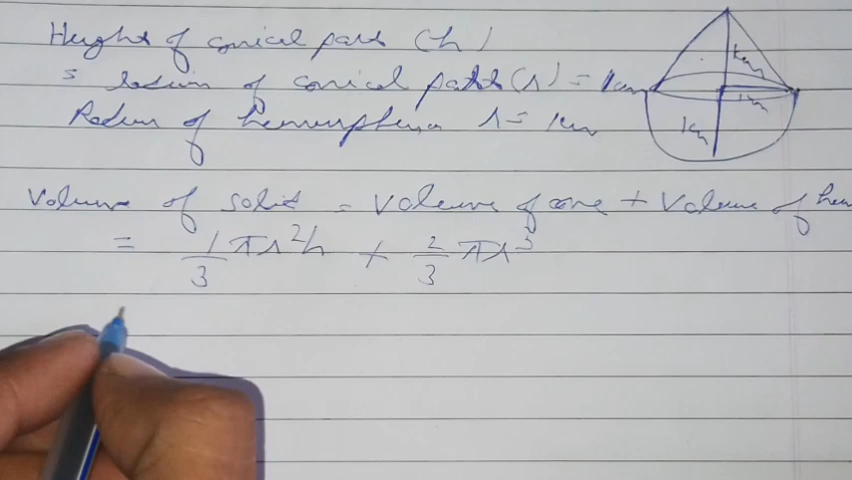 Height of conical part (h)
= radius of conical part (r) = 1cm
Radius of hemisphere r = 1cm
1cm
1cm
1cm
Volume of solid = Volume of cone + Volume of hem
= 1/3 πr²h + 2/3 πr³